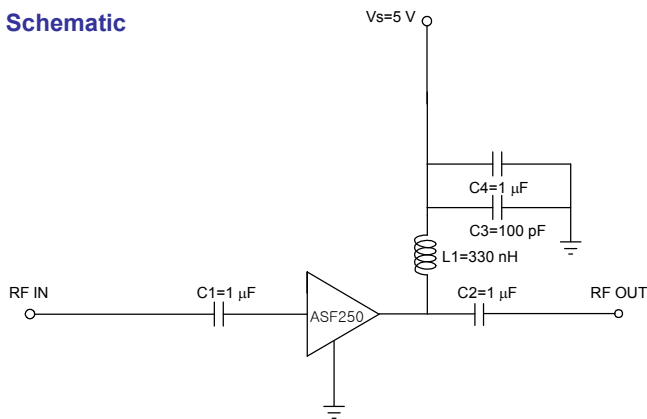 Schematic
Vs=5 V
C4=1 μF
C3=100 pF
L1=330 nH
RF IN
C1=1 μF
ASF250
C2=1 μF
RF OUT